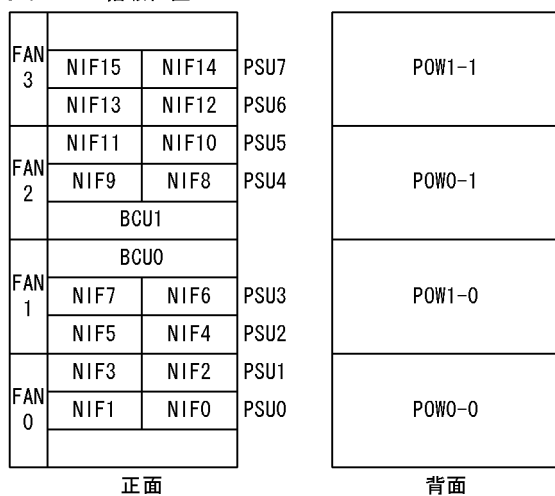 FAN 3
NIF15 NIF14 PSU7
NIF13 NIF12 PSU6
POW1-1
FAN 2
NIF11 NIF10 PSU5
NIF9 NIF8 PSU4
BCU1
POW0-1
FAN 1
BCU0
NIF7 NIF6 PSU3
NIF5 NIF4 PSU2
POW1-0
FAN 0
NIF3 NIF2 PSU1
NIF1 NIF0 PSU0
POW0-0
正面
背面